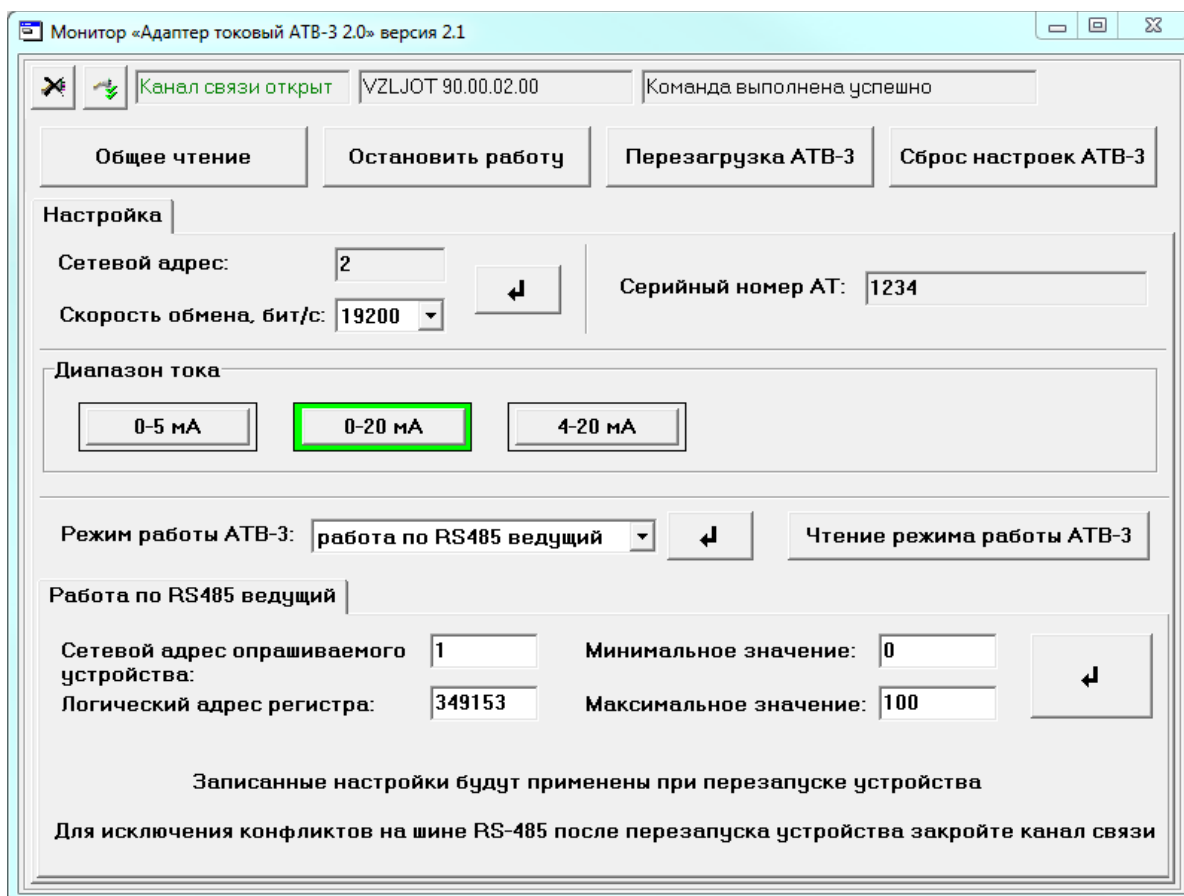 Монитор «Адаптер токовый АТВ-3 2.0» версия 2.1
Канал связи открыт VZLJOT 90.00.02.00 Команда выполнена успешно
Общее чтение Остановить работу Перезагрузка АТВ-3 Сброс настроек АТВ-3
Настройка
Сетевой адрес: 2
Серийный номер АТ: 1234
Скорость обмена, бит/с: 19200
Диапазон тока
0-5 мА 0-20 мА 4-20 мА
Режим работы АТВ-3: работа по RS485 ведущий Чтение режима работы АТВ-3
Работа по RS485 ведущий
Сетевой адрес опрашиваемого 1 Минимальное значение: 0
устройства:
Логический адрес регистра: 349153 Максимальное значение: 100
Записанные настройки будут применены при перезапуске устройства
Для исключения конфликтов на шине RS-485 после перезапуска устройства закройте канал связи